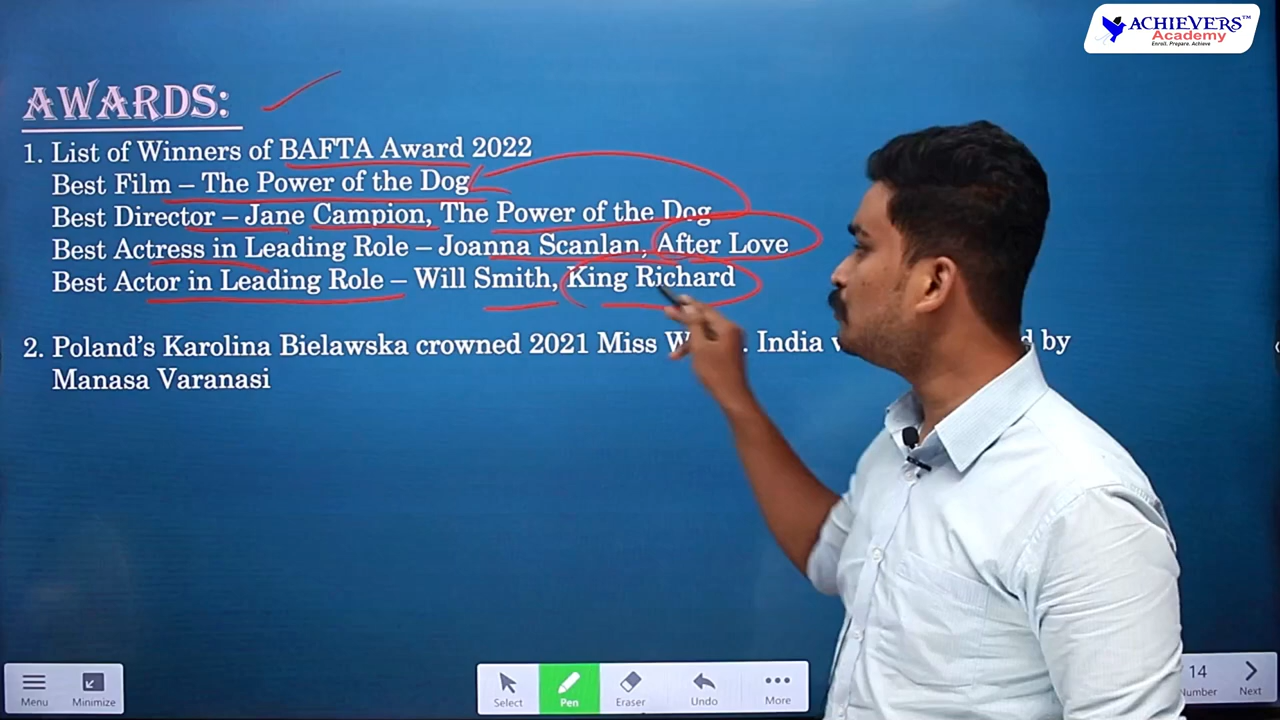 ACHIEVERS™
Academy
Enroll. Prepare. Achieve
AWARDS:
1. List of Winners of BAFTA Award 2022
Best Film – The Power of the Dog
Best Director – Jane Campion, The Power of the Dog
Best Actress in Leading Role – Joanna Scanlan, After Love
Best Actor in Leading Role – Will Smith, King Richard
2. Poland's Karolina Bielawska crowned 2021 Miss India by
Manasa Varanasi
Menu Minimize Select Pen Eraser Undo More 14 Next